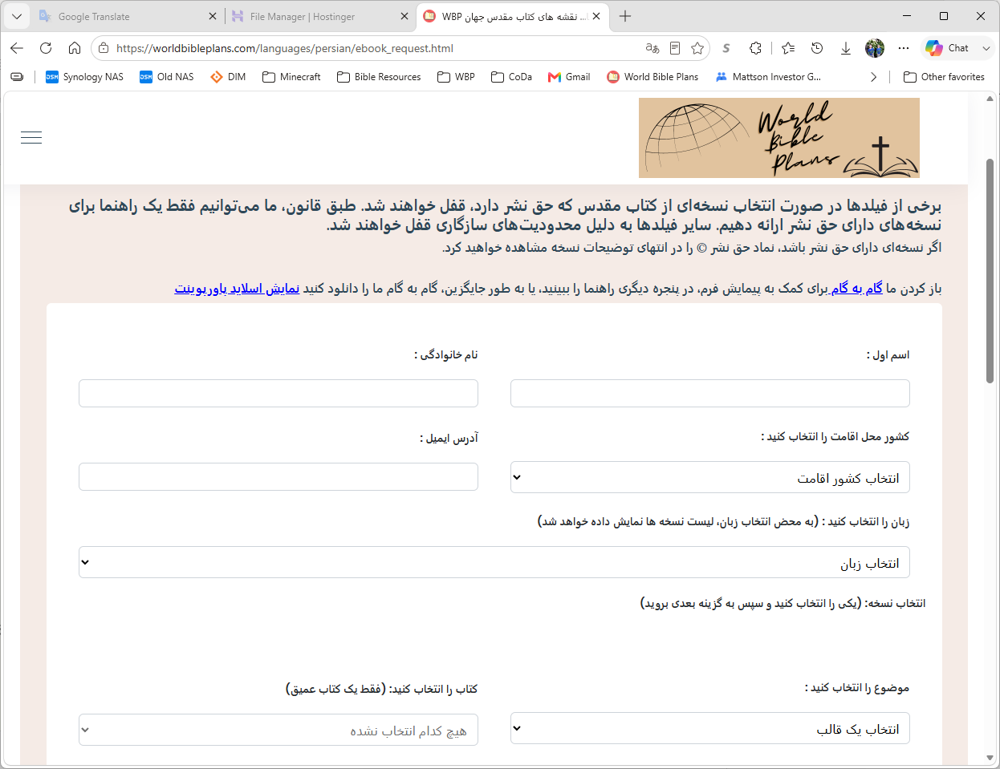 Google Translate
File Manager | Hostinger
WBP نقشه های کتاب مقدس جهان ...
https://worldbibleplans.com/languages/persian/ebook_request.html
Chat
Synology NAS
Old NAS
DIM
Minecraft
Bible Resources
WBP
CoDa
Gmail
World Bible Plans
Mattson Investor G...
Other favorites
World
Bible
Plans
برخی از فیلدها در صورت انتخاب نسخه‌ای از کتاب مقدس که حق نشر دارد، قفل خواهند شد. طبق قانون، ما می‌توانیم فقط یک راهنما برای
نسخه‌های دارای حق نشر ارائه دهیم. سایر فیلدها به دلیل محدودیت‌های سازگاری قفل خواهند شد.
اگر نسخه‌ای دارای حق نشر باشد، نماد حق نشر © را در انتهای توضیحات نسخه مشاهده خواهید کرد.
باز کردن ما گام به گام برای کمک به پیمایش فرم، در پنجره دیگری راهنما را ببینید، یا به طور جایگزین، گام به گام ما را دانلود کنید نمایش اسلاید پاورپوینت
اسم اول :
نام خانوادگی :
کشور محل اقامت را انتخاب کنید :
آدرس ایمیل :
انتخاب کشور اقامت
زبان را انتخاب کنید : (به محض انتخاب زبان، لیست نسخه ها نمایش داده خواهد شد)
انتخاب زبان
انتخاب نسخه: (یکی را انتخاب کنید و سپس به گزینه بعدی بروید)
موضوع را انتخاب کنید :
کتاب را انتخاب کنید: (فقط یک کتاب عمیق)
انتخاب یک قالب
هیچ کدام انتخاب نشده